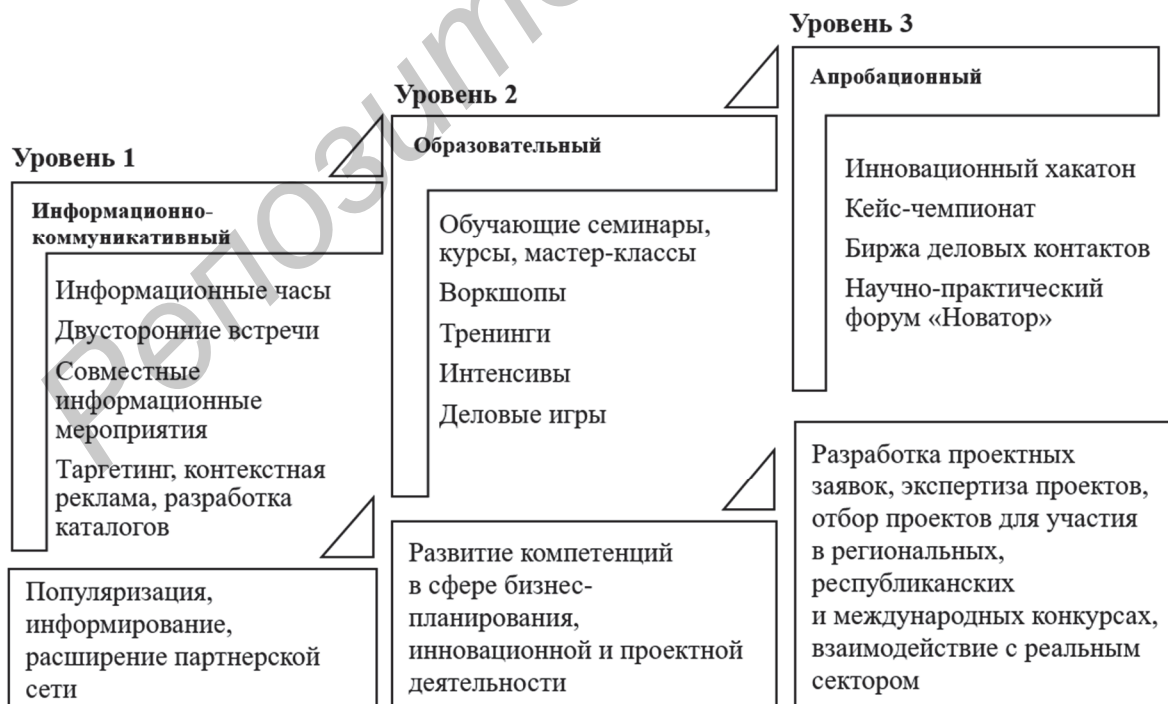 Уровень 1
Информационно-
коммуникативный
Информационные часы
Двусторонние встречи
Совместные
информационные
мероприятия
Таргетинг, контекстная
реклама, разработка
каталогов
Популяризация,
информирование,
расширение партнерской
сети
Уровень 2
Образовательный
Обучающие семинары,
курсы, мастер-классы
Воркшопы
Тренинги
Интенсивы
Деловые игры
Развитие компетенций
в сфере бизнес-
планирования,
инновационной и проектной
деятельности
Уровень 3
Апробационный
Инновационный хакатон
Кейс-чемпионат
Биржа деловых контактов
Научно-практический
форум «Новатор»
Разработка проектных
заявок, экспертиза проектов,
отбор проектов для участия
в региональных,
республиканских
и международных конкурсах,
взаимодействие с реальным
сектором